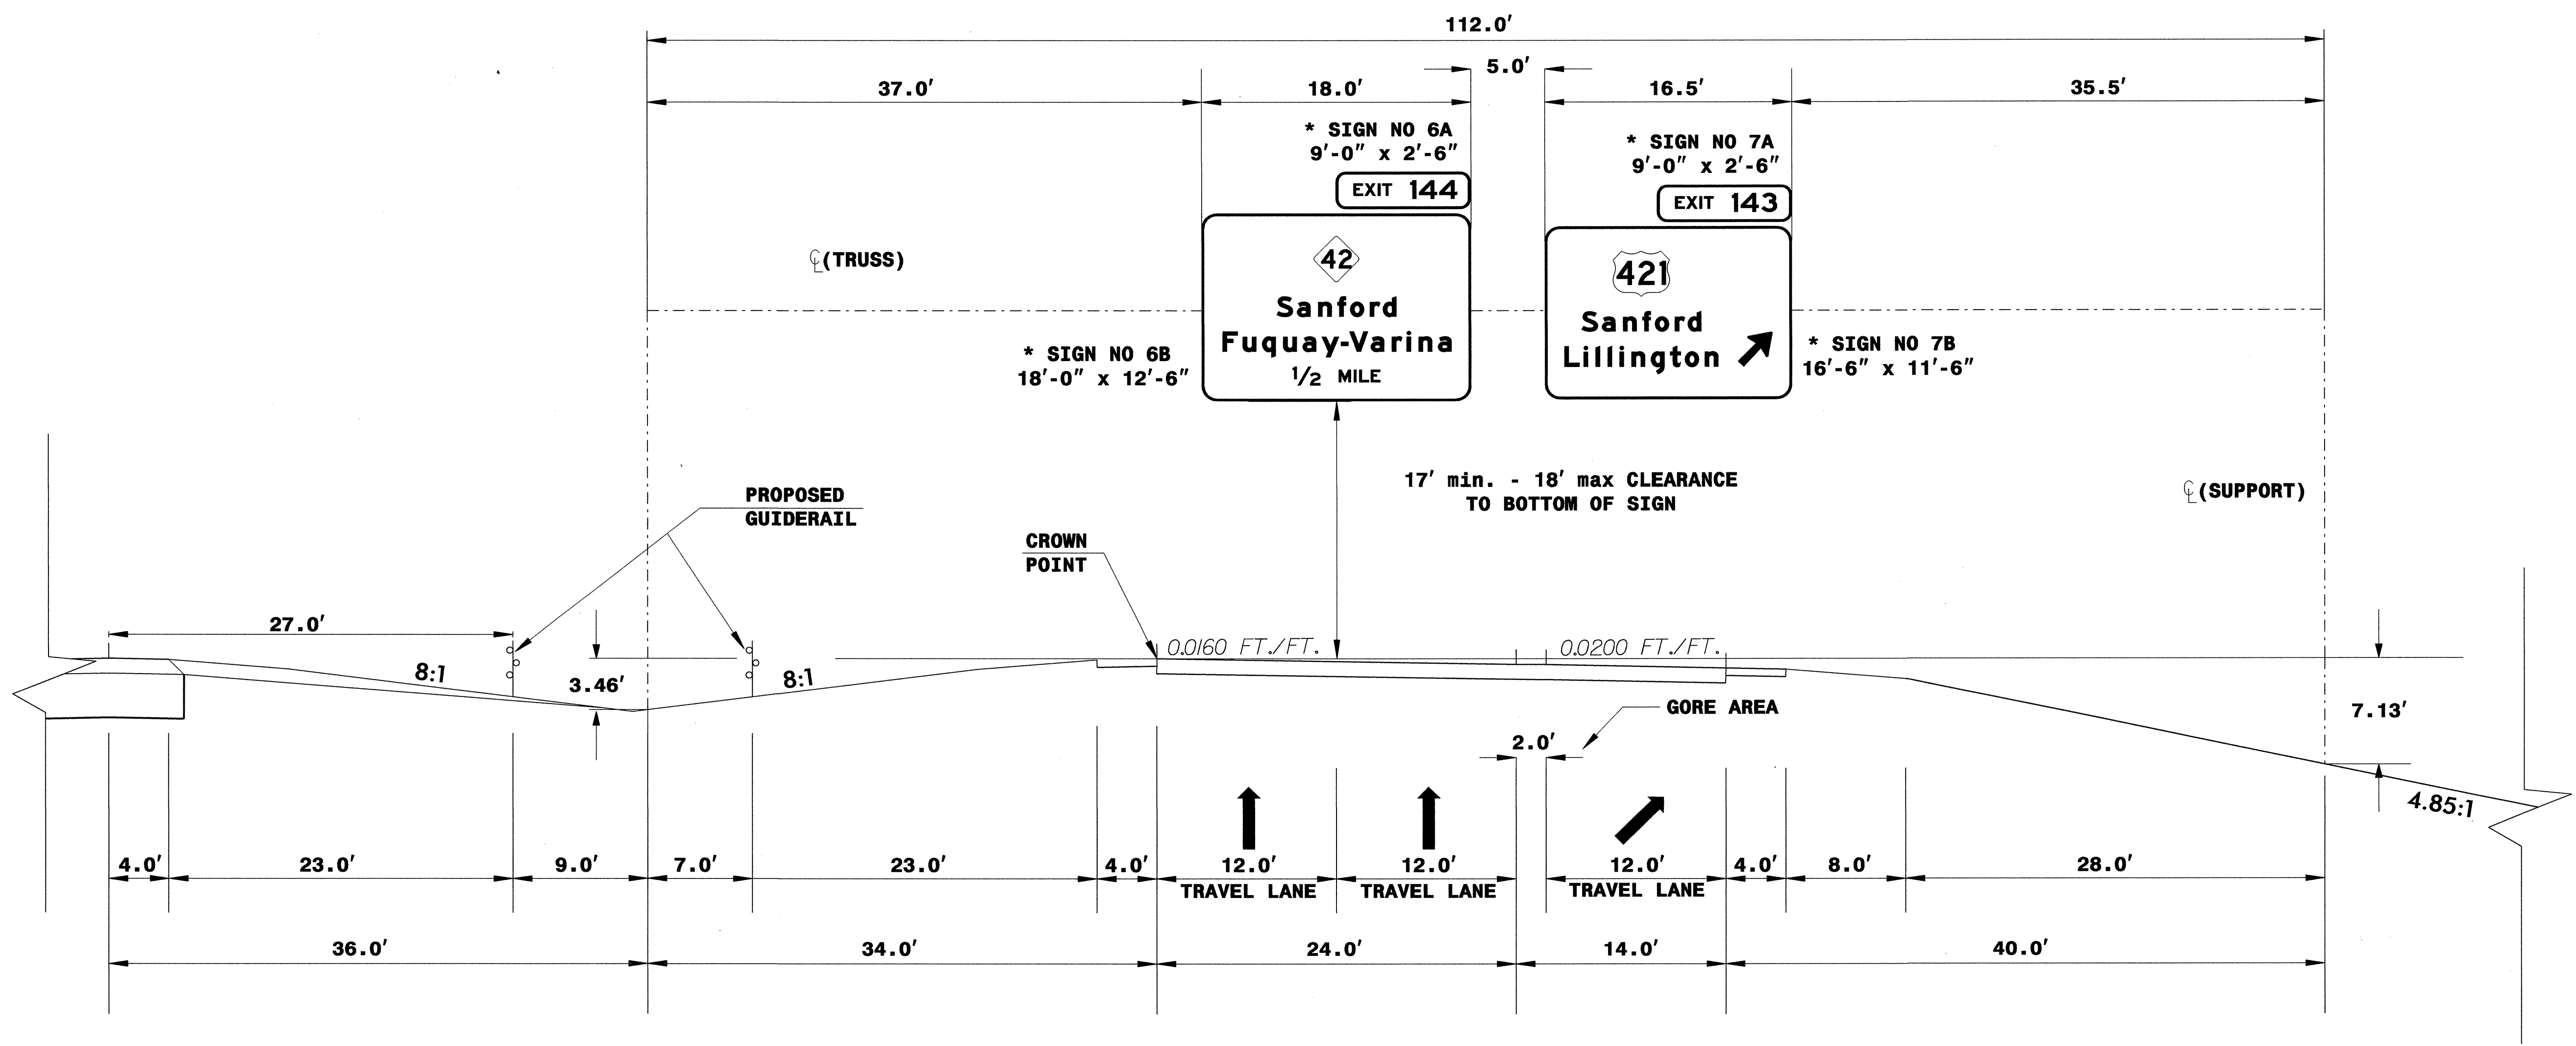 112.0'
5.0'
37.0'
18.0'
16.5'
35.5'
* SIGN NO 6A
9'-0" x 2'-6"
* SIGN NO 7A
9'-0" x 2'-6"
EXIT 144
EXIT 143
℄(TRUSS)
42
Sanford
Fuquay-Varina
1/2 MILE
421
Sanford
Lillington
* SIGN NO 6B
18'-0" x 12'-6"
* SIGN NO 7B
16'-6" x 11'-6"
17' min. - 18' max CLEARANCE
TO BOTTOM OF SIGN
℄(SUPPORT)
PROPOSED
GUIDERAIL
CROWN
POINT
27.0'
0.0160 FT./FT.
0.0200 FT./FT.
8:1
3.46'
8:1
GORE AREA
7.13'
2.0'
4.85:1
4.0'
23.0'
9.0'
7.0'
23.0'
4.0'
12.0'
12.0'
12.0'
4.0'
8.0'
28.0'
TRAVEL LANE
TRAVEL LANE
TRAVEL LANE
36.0'
34.0'
24.0'
14.0'
40.0'